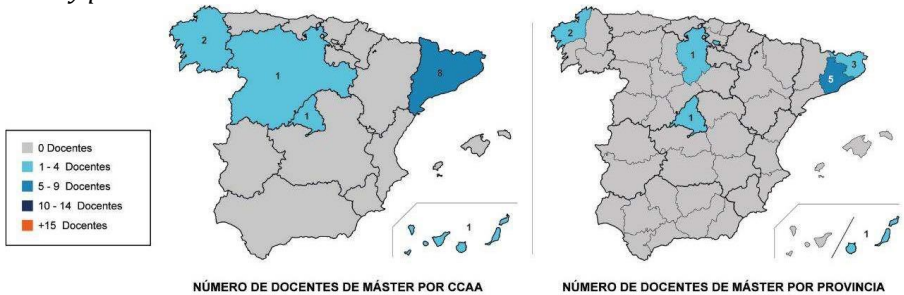 2
1
1
8
1
2
1
1
5
3
1
0 Docentes
1 - 4 Docentes
5 - 9 Docentes
10 - 14 Docentes
+15 Docentes
NÚMERO DE DOCENTES DE MÁSTER POR CCAA
NÚMERO DE DOCENTES DE MÁSTER POR PROVINCIA